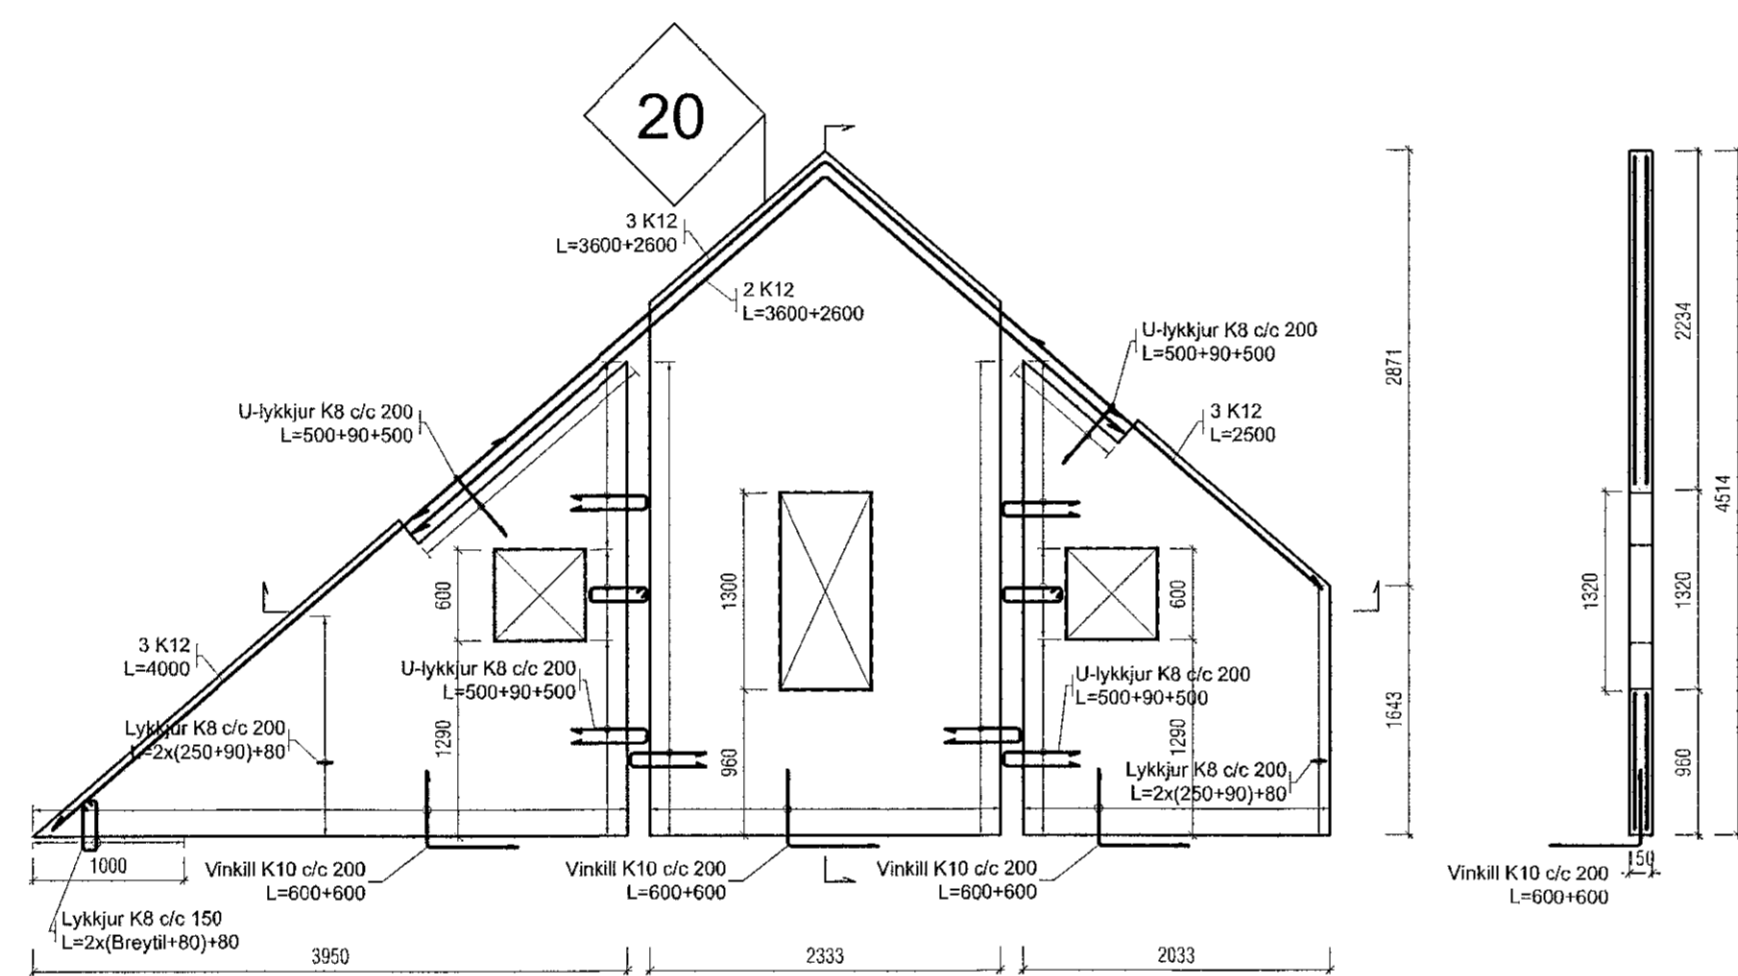 20
3 K12
L=3600+2600
2 K12
L=3600+2600
U-lykkjur K8 c/c 200
L=500+90+500
U-lykkjur K8 c/c 200
L=500+90+500
3 K12
L=2500
2871
2234
4514
600
1300
600
1320
1320
3 K12
L=4000
U-lykkjur K8 c/c 200
L=500+90+500
U-lykkjur K8 c/c 200
L=500+90+500
Lykkjur K8 c/c 200
L=2x(250+90)+80
1290
960
1290
1643
960
Lykkjur K8 c/c 200
L=2x(250+90)+80
1000
Vinkill K10 c/c 200
L=600+600
Vinkill K10 c/c 200
L=600+600
Vinkill K10 c/c 200
L=600+600
150
Vinkill K10 c/c 200
L=600+600
Lykkjur K8 c/c 150
L=2x(Breytil+80)+80
3950
2333
2033